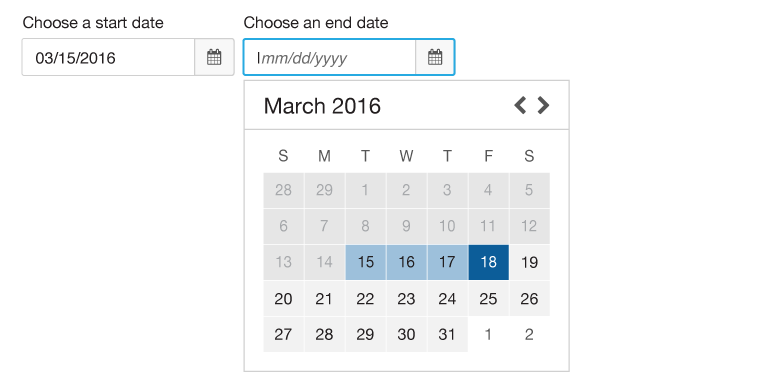 Choose a start date Choose an end date
03/15/2016 mm/dd/yyyy
March 2016
S M T W T F S
28 29 1 2 3 4 5
6 7 8 9 10 11 12
13 14 15 16 17 18 19
20 21 22 23 24 25 26
27 28 29 30 31 1 2